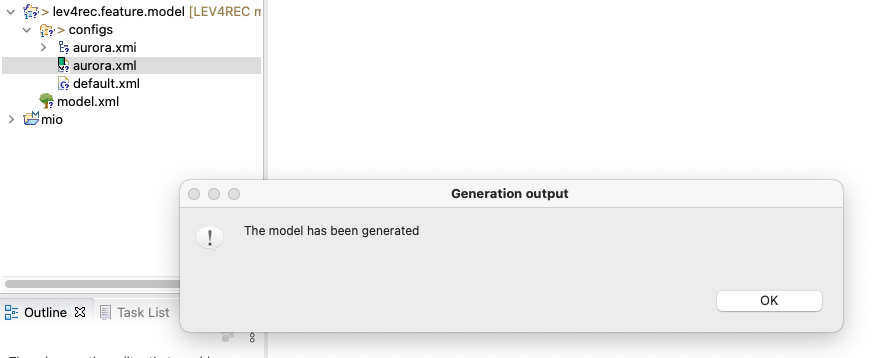 > lev4rec.feature.model [LEV4REC m
> configs
aurora.xmi
aurora.xml
default.xml
model.xml
mio
Generation output
The model has been generated
OK
Outline
Task List